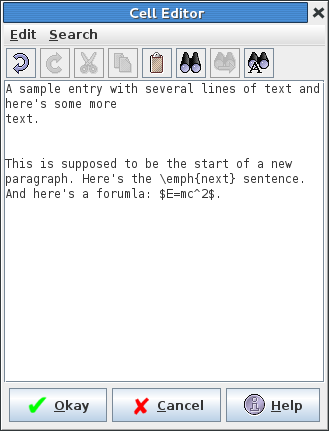 Cell Editor
Edit Search
A sample entry with several lines of text and
here's some more
text.
This is supposed to be the start of a new
paragraph. Here's the \emph{next} sentence.
And here's a forumla: $E=mc^2$.
Okay Cancel Help